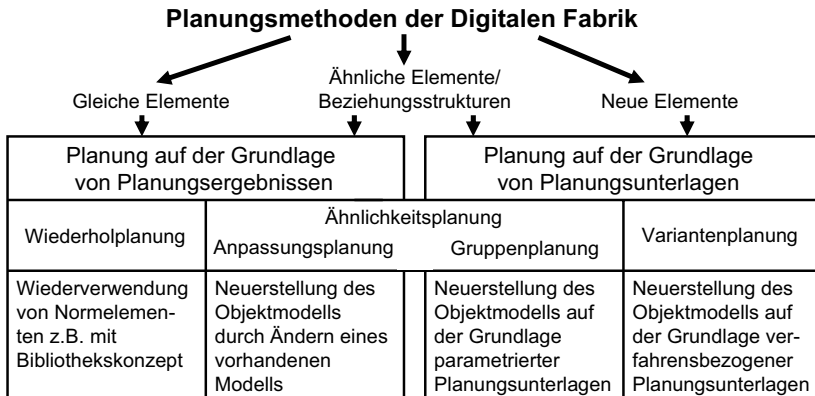 Planungsmethoden der Digitalen Fabrik
Gleiche Elemente
Ähnliche Elemente/
Beziehungsstrukturen
Neue Elemente
Planung auf der Grundlage
von Planungsergebnissen
Planung auf der Grundlage
von Planungsunterlagen
Wiederholplanung
Ähnlichkeitsplanung
Anpassungsplanung
Gruppenplanung
Variantenplanung
Wiederverwendung
von Normelemen-
ten z.B. mit
Bibliothekskonzept
Neuerstellung des
Objektmodells
durch Ändern eines
vorhandenen
Modells
Neuerstellung des
Objektmodells auf
der Grundlage
parametrierter
Planungsunterlagen
Neuerstellung des
Objektmodells auf
der Grundlage ver-
fahrensbezogener
Planungsunterlagen